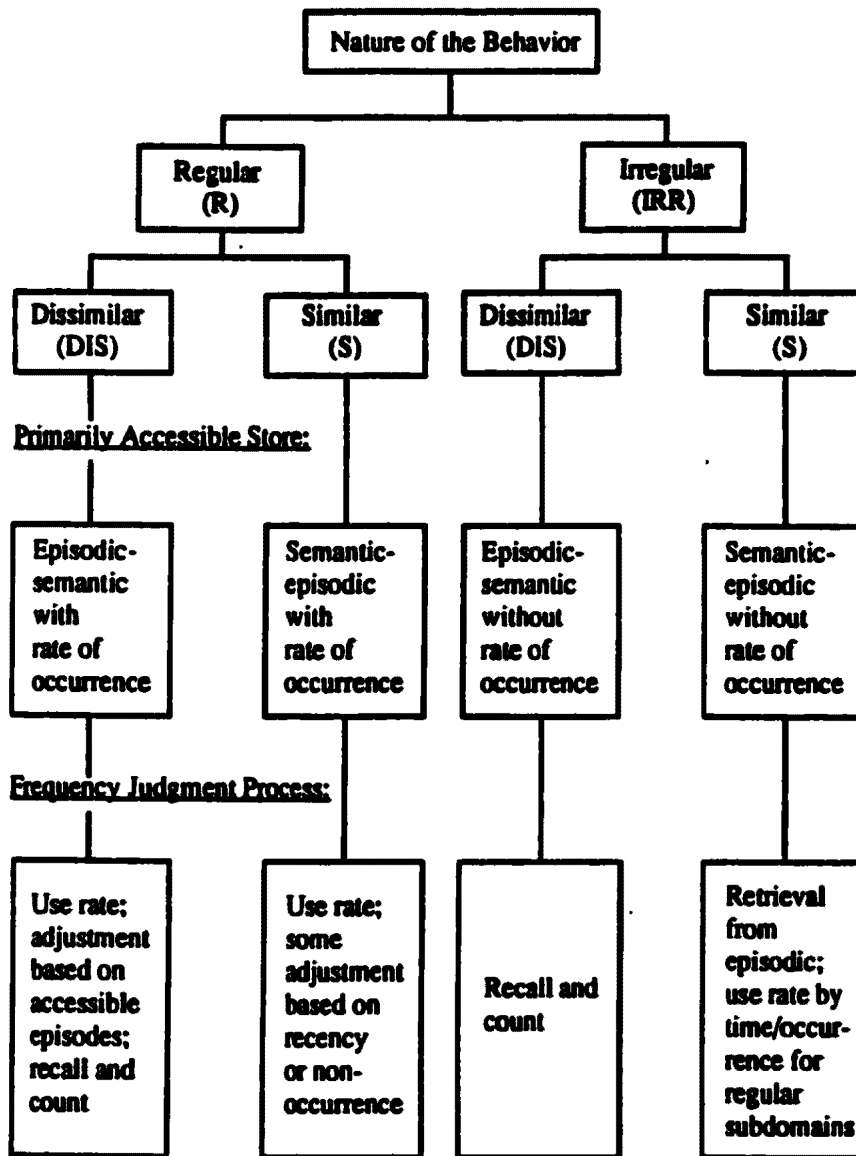 Nature of the Behavior
Regular
(R)
Irregular
(IRR)
Dissimilar
(DIS)
Similar
(S)
Dissimilar
(DIS)
Similar
(S)
Primarily Accessible Store:
Episodic-
semantic
with
rate of
occurrence
Semantic-
episodic
with
rate of
occurrence
Episodic-
semantic
without
rate of
occurrence
Semantic-
episodic
without
rate of
occurrence
Frequency Judgment Process:
Use rate;
adjustment
based on
accessible
episodes;
recall and
count
Use rate;
some
adjustment
based on
recency
or non-
occurrence
Recall and
count
Retrieval
from
episodic;
use rate by
time/occur-
rence for
regular
subdomains